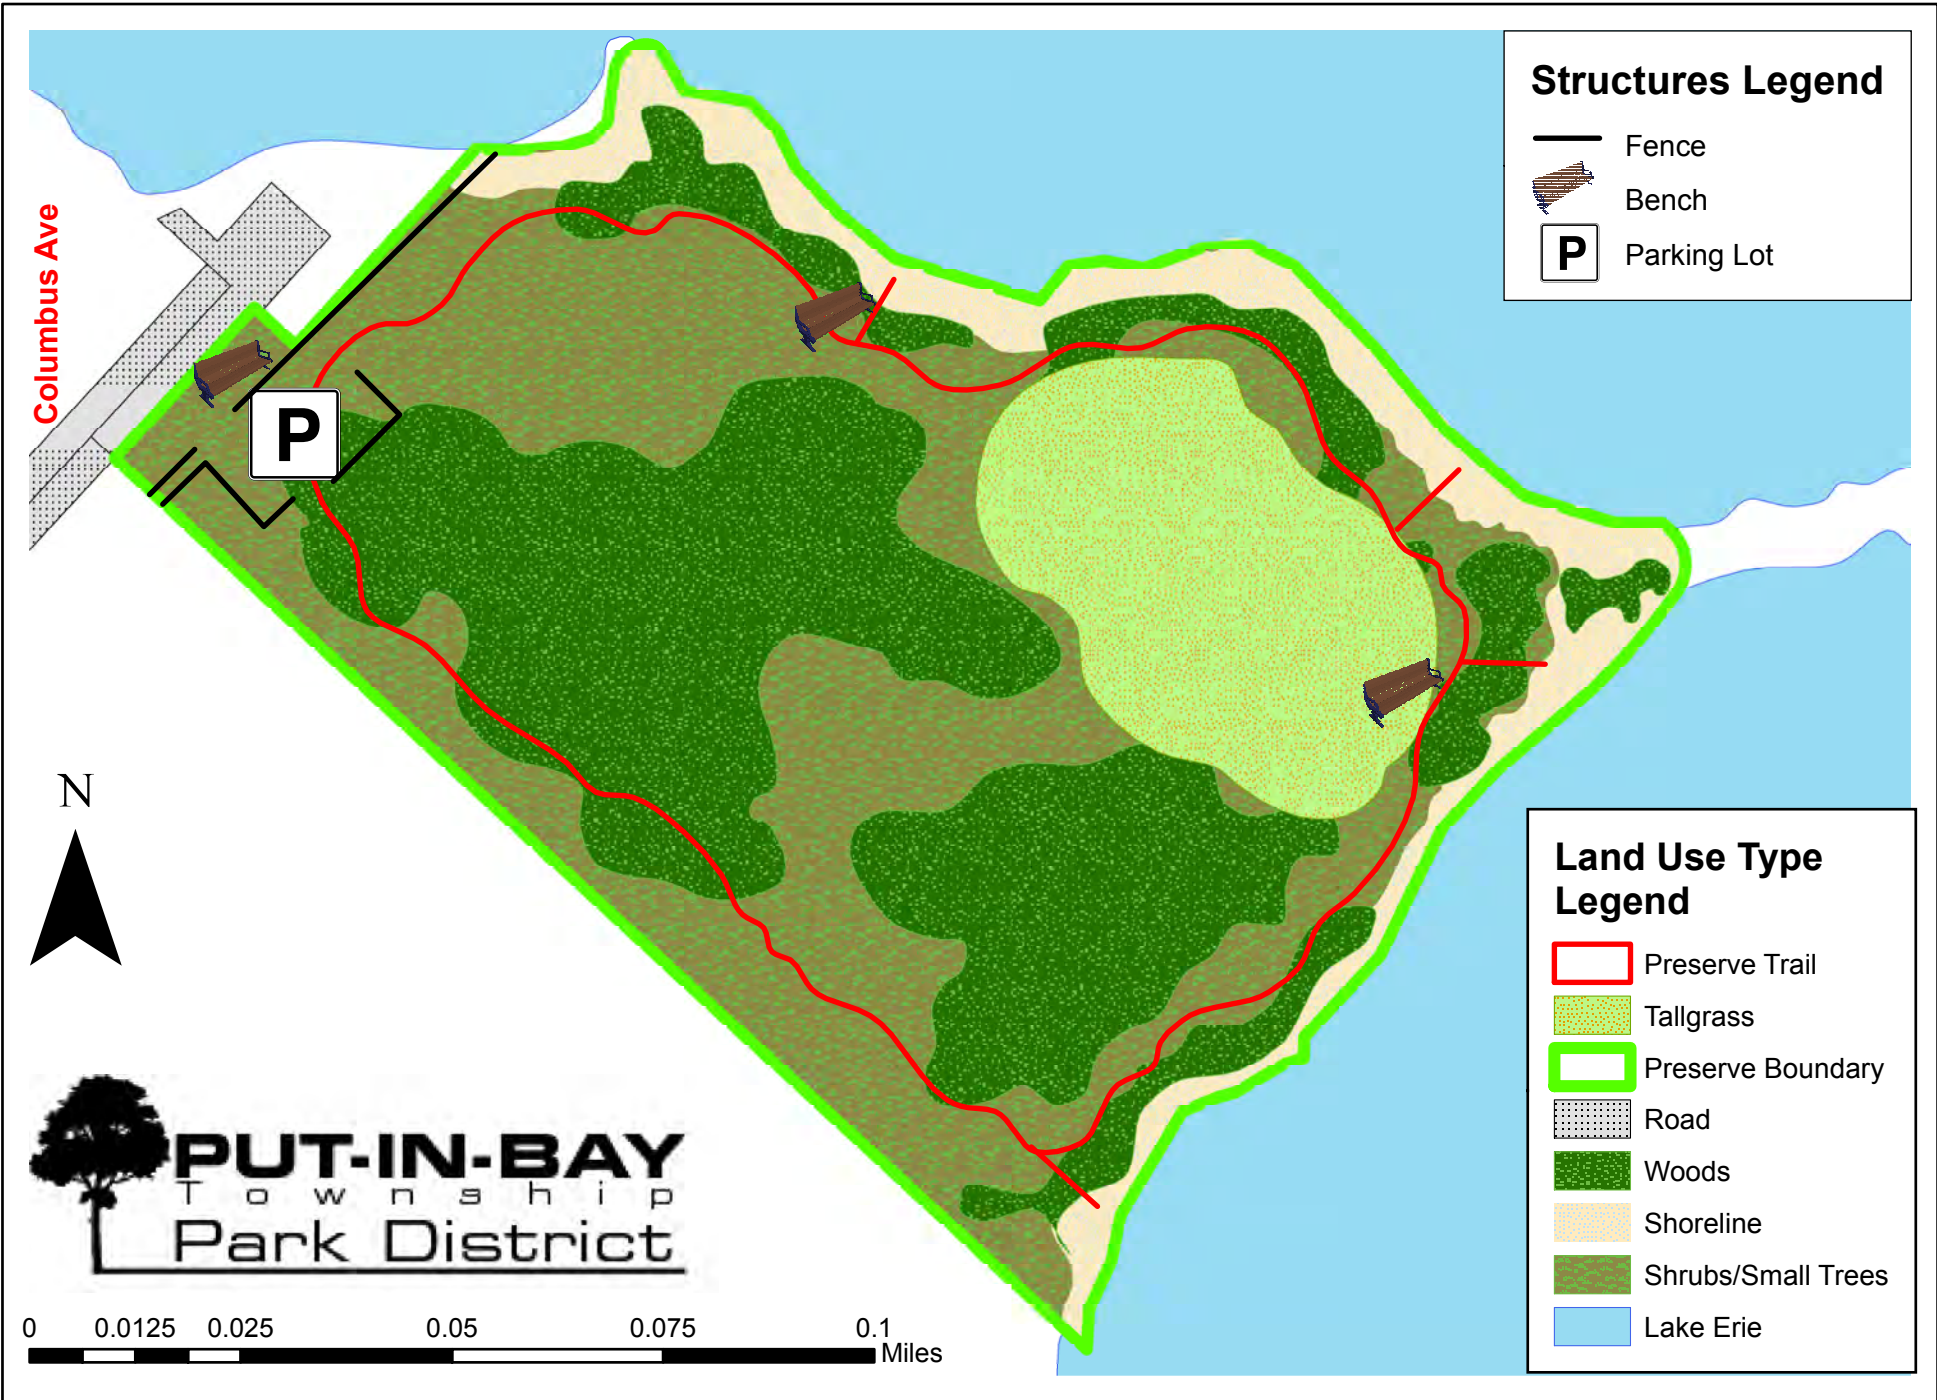 Structures Legend
Fence
Bench
P
Parking Lot
Columbus Ave
P
N
Land Use Type
Legend
Preserve Trail
Tallgrass
Preserve Boundary
Road
Woods
Shoreline
Shrubs/Small Trees
Lake Erie
PUT-IN-BAY
Township
Park District
0 0.0125 0.025 0.05 0.075 0.1
Miles